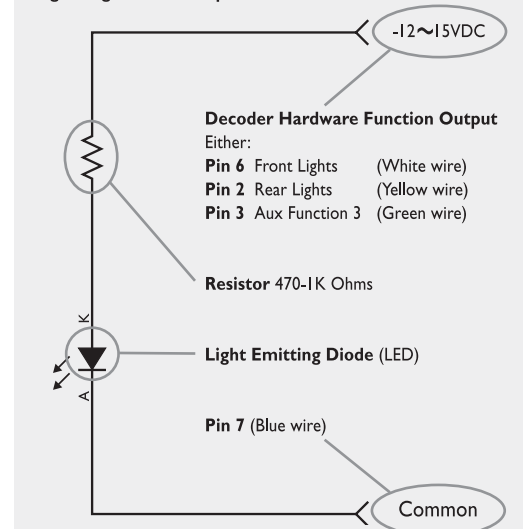 -12~15VDC
Decoder Hardware Function Output
Either:
Pin 6 Front Lights (White wire)
Pin 2 Rear Lights (Yellow wire)
Pin 3 Aux Function 3 (Green wire)
Resistor 470-1K Ohms
K
Light Emitting Diode (LED)
A
Pin 7 (Blue wire)
Common